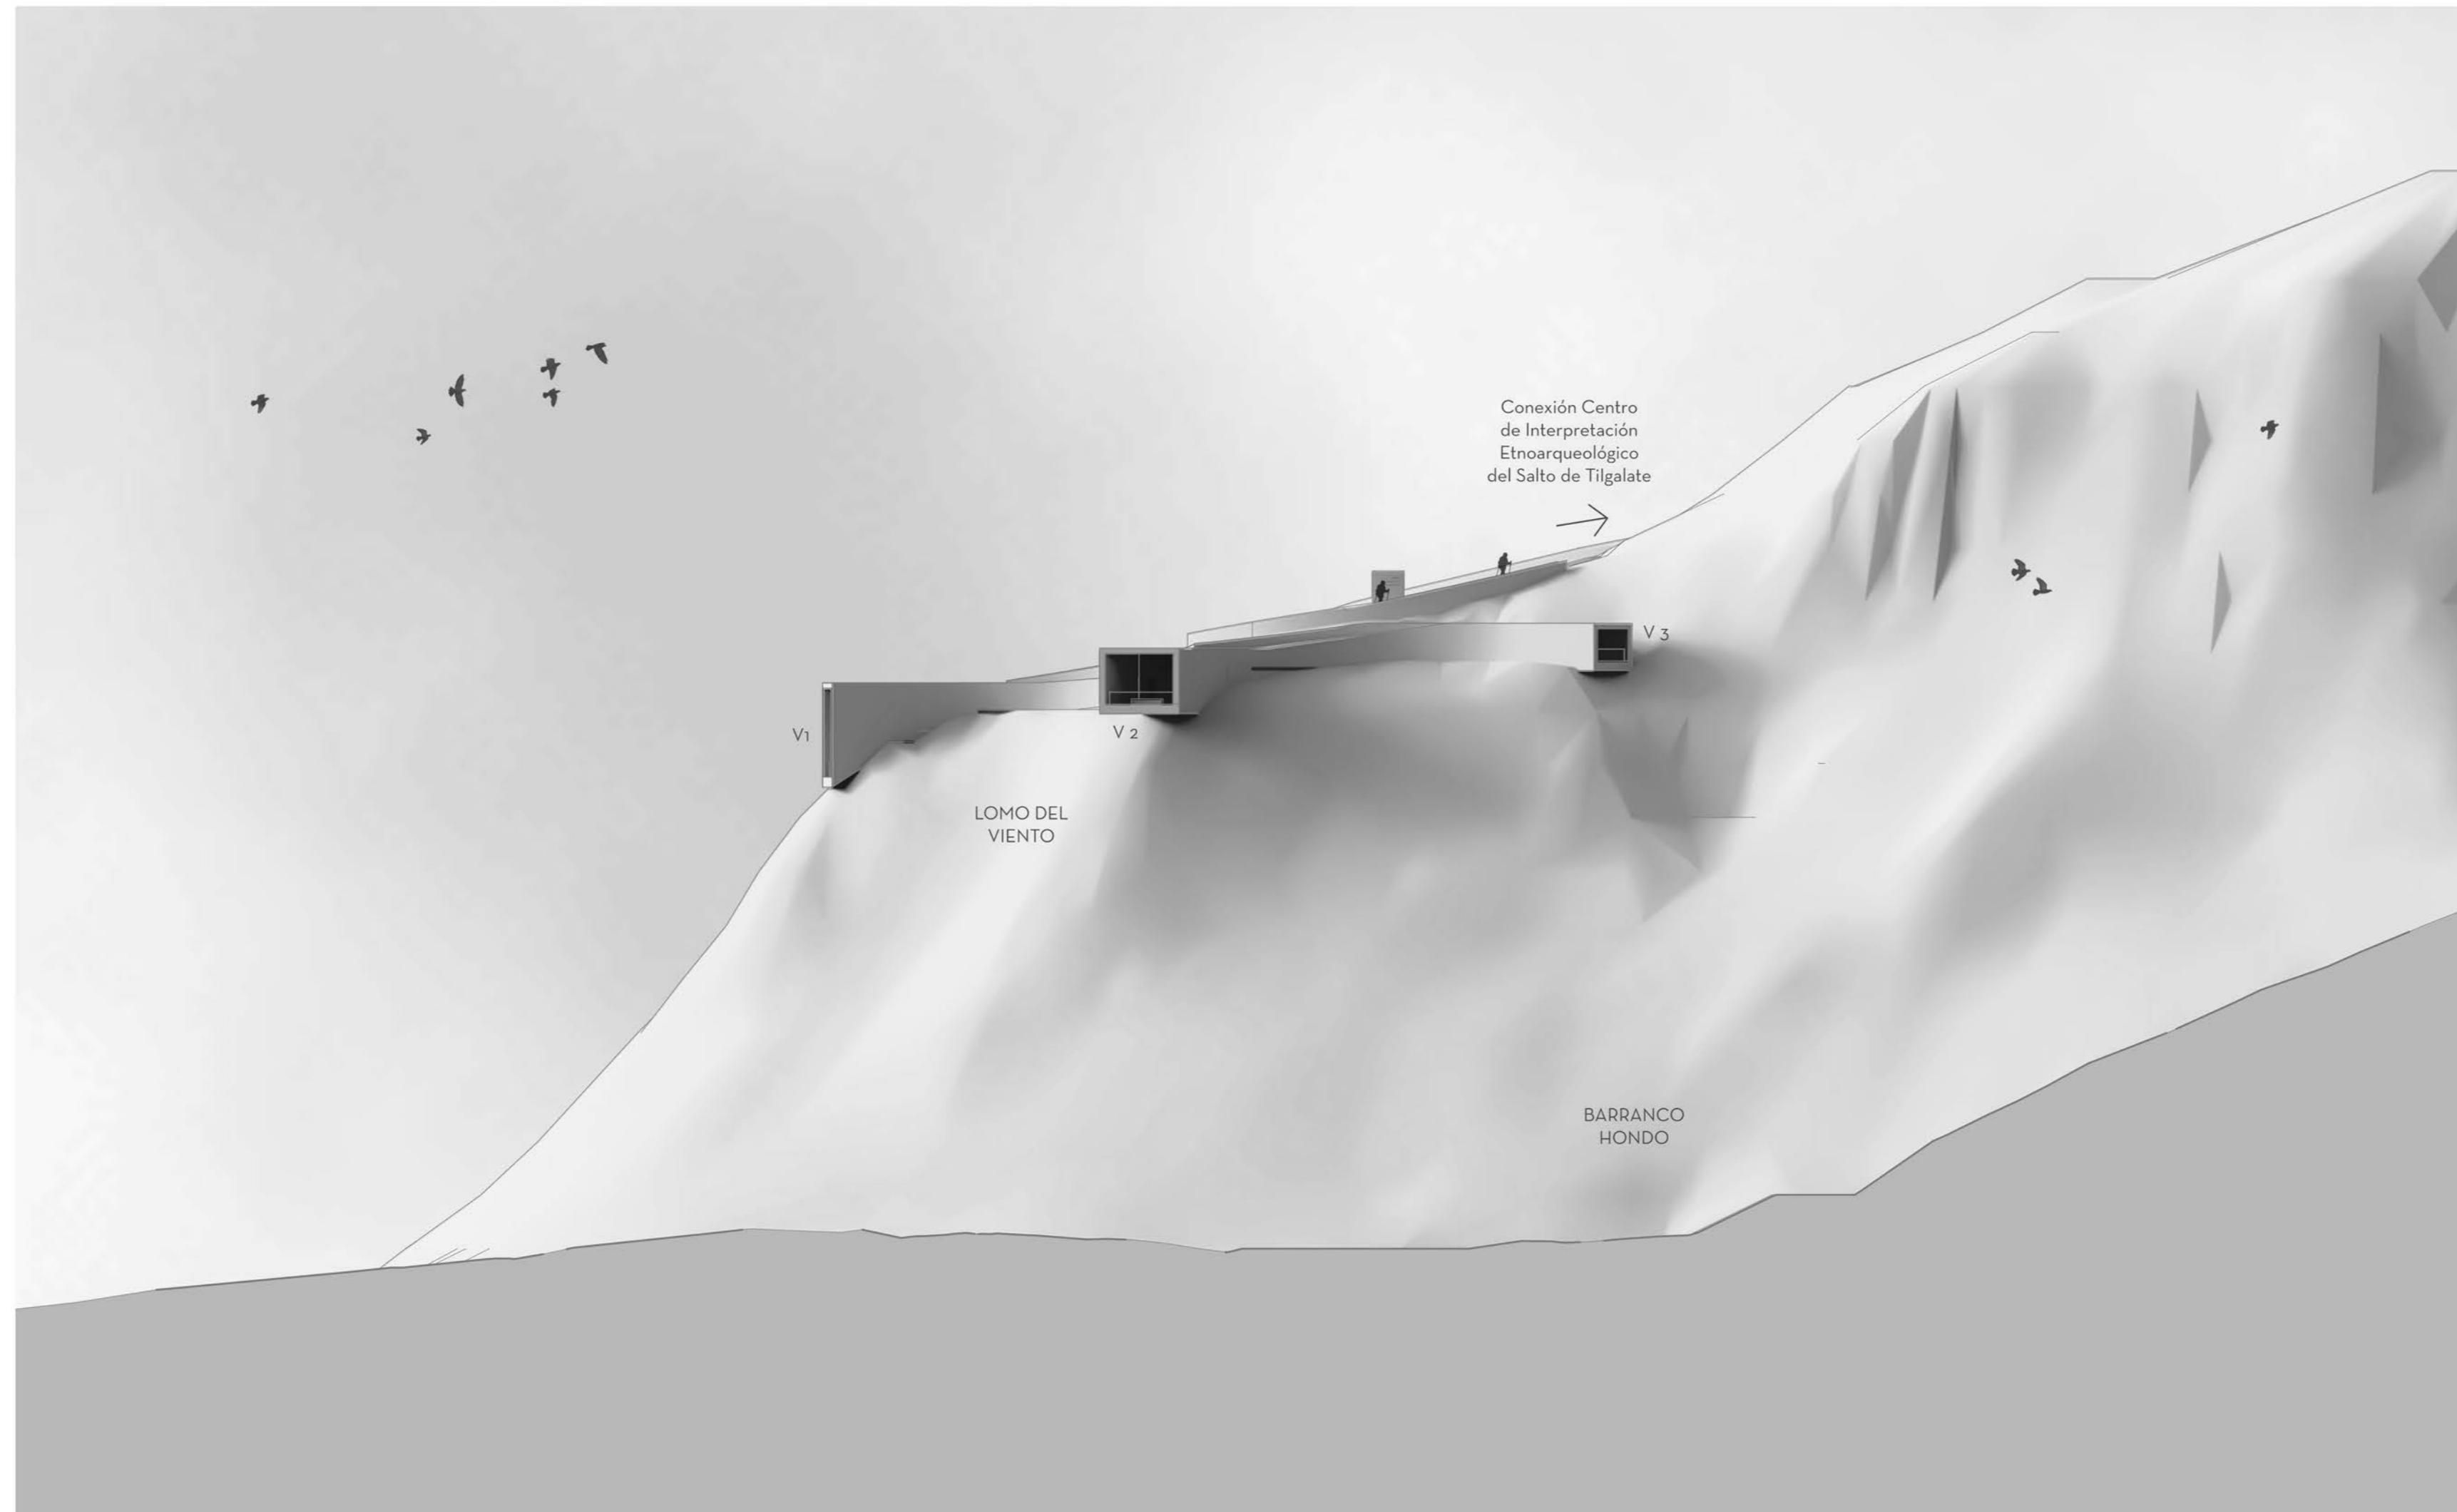 Conexión Centro
de Interpretación
Etnoarqueológico
del Salto de Tilgalate
V 3
V1
V 2
LOMO DEL
VIENTO
BARRANCO
HONDO